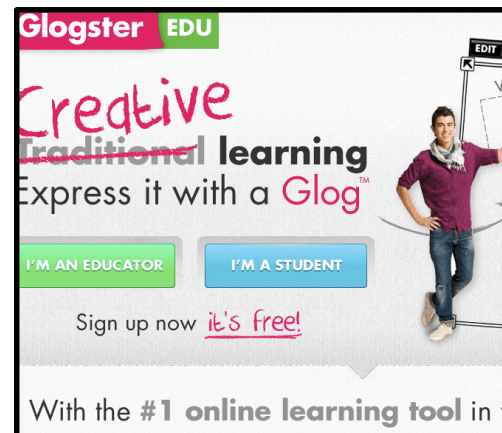 Glogster EDU
EDIT
Creative
Traditional learning
Express it with a Glog™
I'M AN EDUCATOR
I'M A STUDENT
Sign up now it's free!
With the #1 online learning tool in